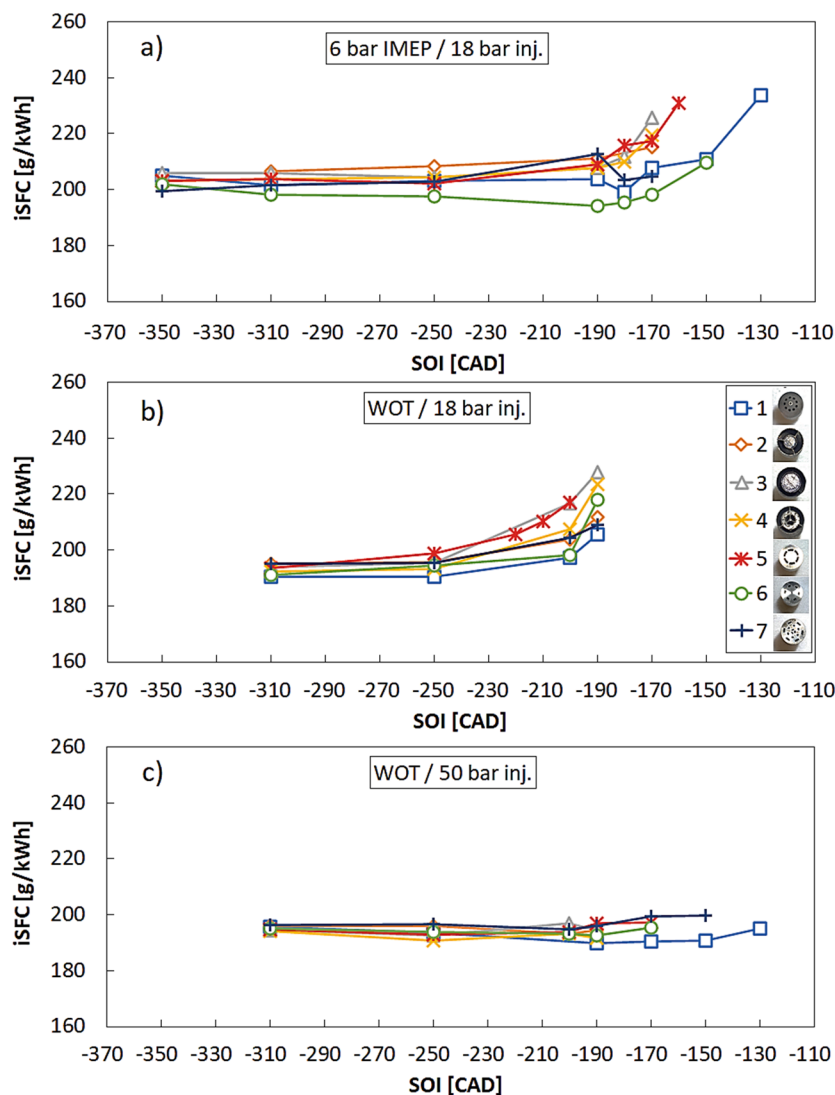 260
a)
6 bar IMEP / 18 bar inj.
240
220
200
180
160
iSFC [g/kWh]
-370 -350 -330 -310 -290 -270 -250 -230 -210 -190 -170 -150 -130 -110
SOI [CAD]
260
b)
WOT / 18 bar inj.
240
220
200
180
160
iSFC [g/kWh]
1
2
3
4
5
6
7
-370 -350 -330 -310 -290 -270 -250 -230 -210 -190 -170 -150 -130 -110
SOI [CAD]
260
c)
WOT / 50 bar inj.
240
220
200
180
160
iSFC [g/kWh]
-370 -350 -330 -310 -290 -270 -250 -230 -210 -190 -170 -150 -130 -110
SOI [CAD]